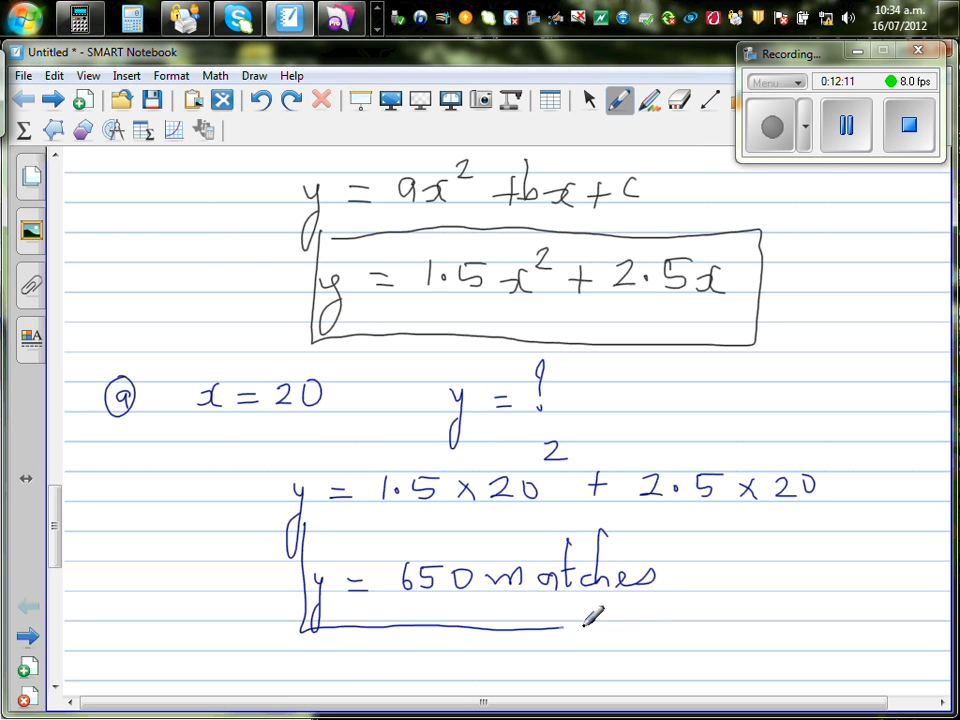 10:34 a.m.
16/07/2012
Untitled * - SMART Notebook
Recording...
File Edit View Insert Format Math Draw Help
Menu 0:12:11 8.0 fps
y = ax² + bx + c
y = 1.5x² + 2.5x
ⓐ x = 20 y = ?
y = 1.5 × 20² + 2.5 × 20
y = 650 matches